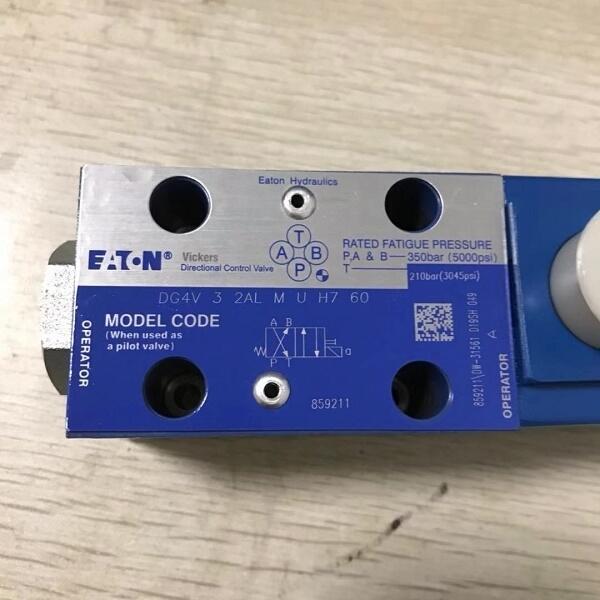 Eaton Hydraulics
EATON®
Vickers
Directional Control Valve
T
A B
P
RATED FATIGUE PRESSURE
P,A & B—350bar (5000psi)
T—210bar(3045psi)
DG4V 3 2AL M U H7 60
MODEL CODE
(When used as
a pilot valve)
A B
P T
a
859211
859211\DW-31561 0195H 049
A
OPERATOR
OPERATOR